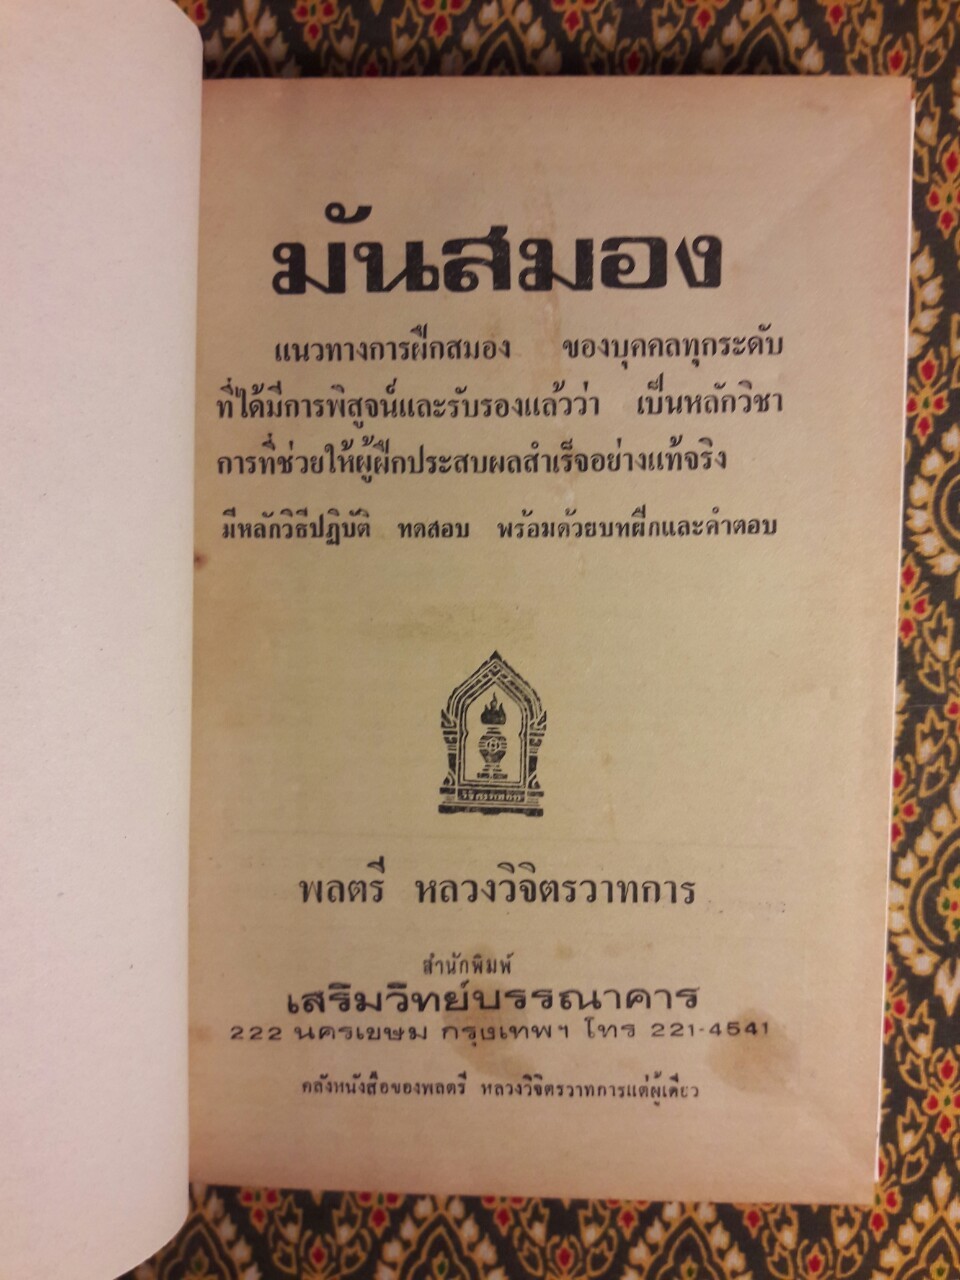 มันสมอง
แนวทางการฝึกสมอง ของบุคคลทุกระดับ
ที่ได้มีการพิสูจน์และรับรองแล้วว่า เป็นหลักวิชา
การที่ช่วยให้ผู้ฝึกประสบผลสำเร็จอย่างแท้จริง
มีหลักวิธีปฏิบัติ ทดสอบ พร้อมด้วยบทฝึกและคำตอบ
วิจิตรวาทการ
พลตรี หลวงวิจิตรวาทการ
สำนักพิมพ์
เสริมวิทย์บรรณาคาร
222 นครเขษม กรุงเทพฯ โทร 221-4541
คลังหนังสือของพลตรี หลวงวิจิตรวาทการแต่ผู้เดียว